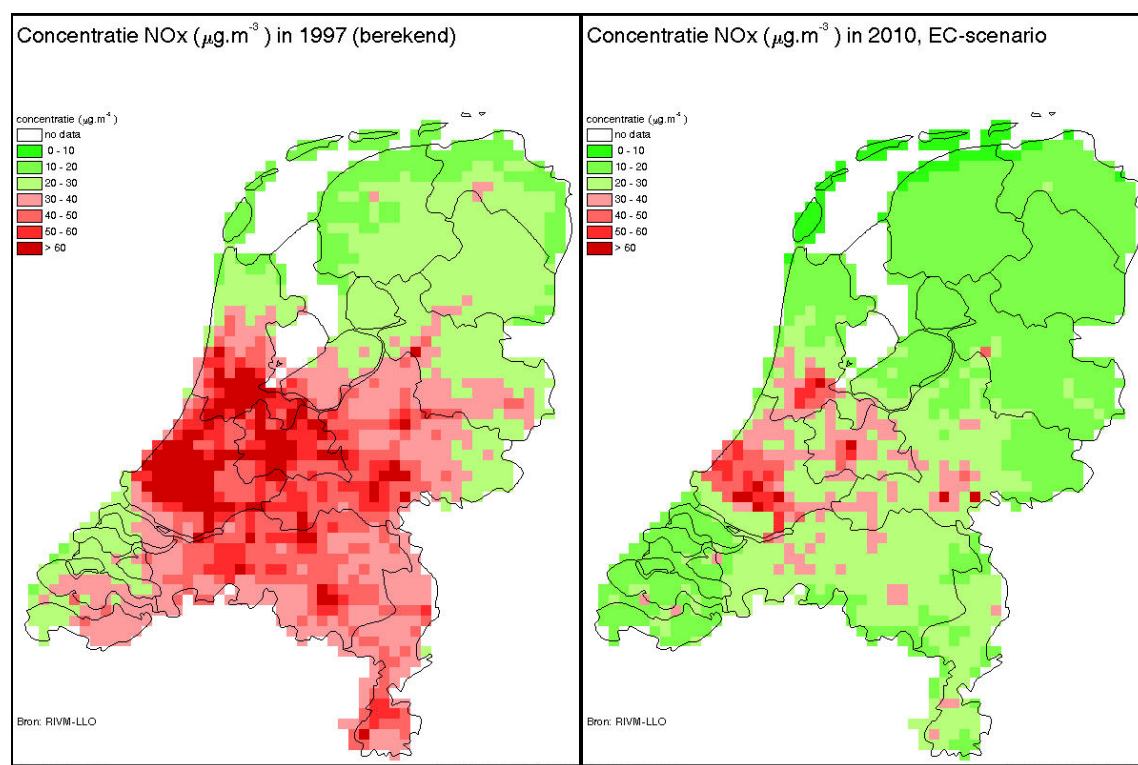 Concentratie NOx (µg.m⁻³) in 1997 (berekend)
concentratie (µg.m⁻³)
no data
0 - 10
10 - 20
20 - 30
30 - 40
40 - 50
50 - 60
> 60
Bron: RIVM-LLO
Concentratie NOx (µg.m⁻³) in 2010, EC-scenario
concentratie (µg.m⁻³)
no data
0 - 10
10 - 20
20 - 30
30 - 40
40 - 50
50 - 60
> 60
Bron: RIVM-LLO